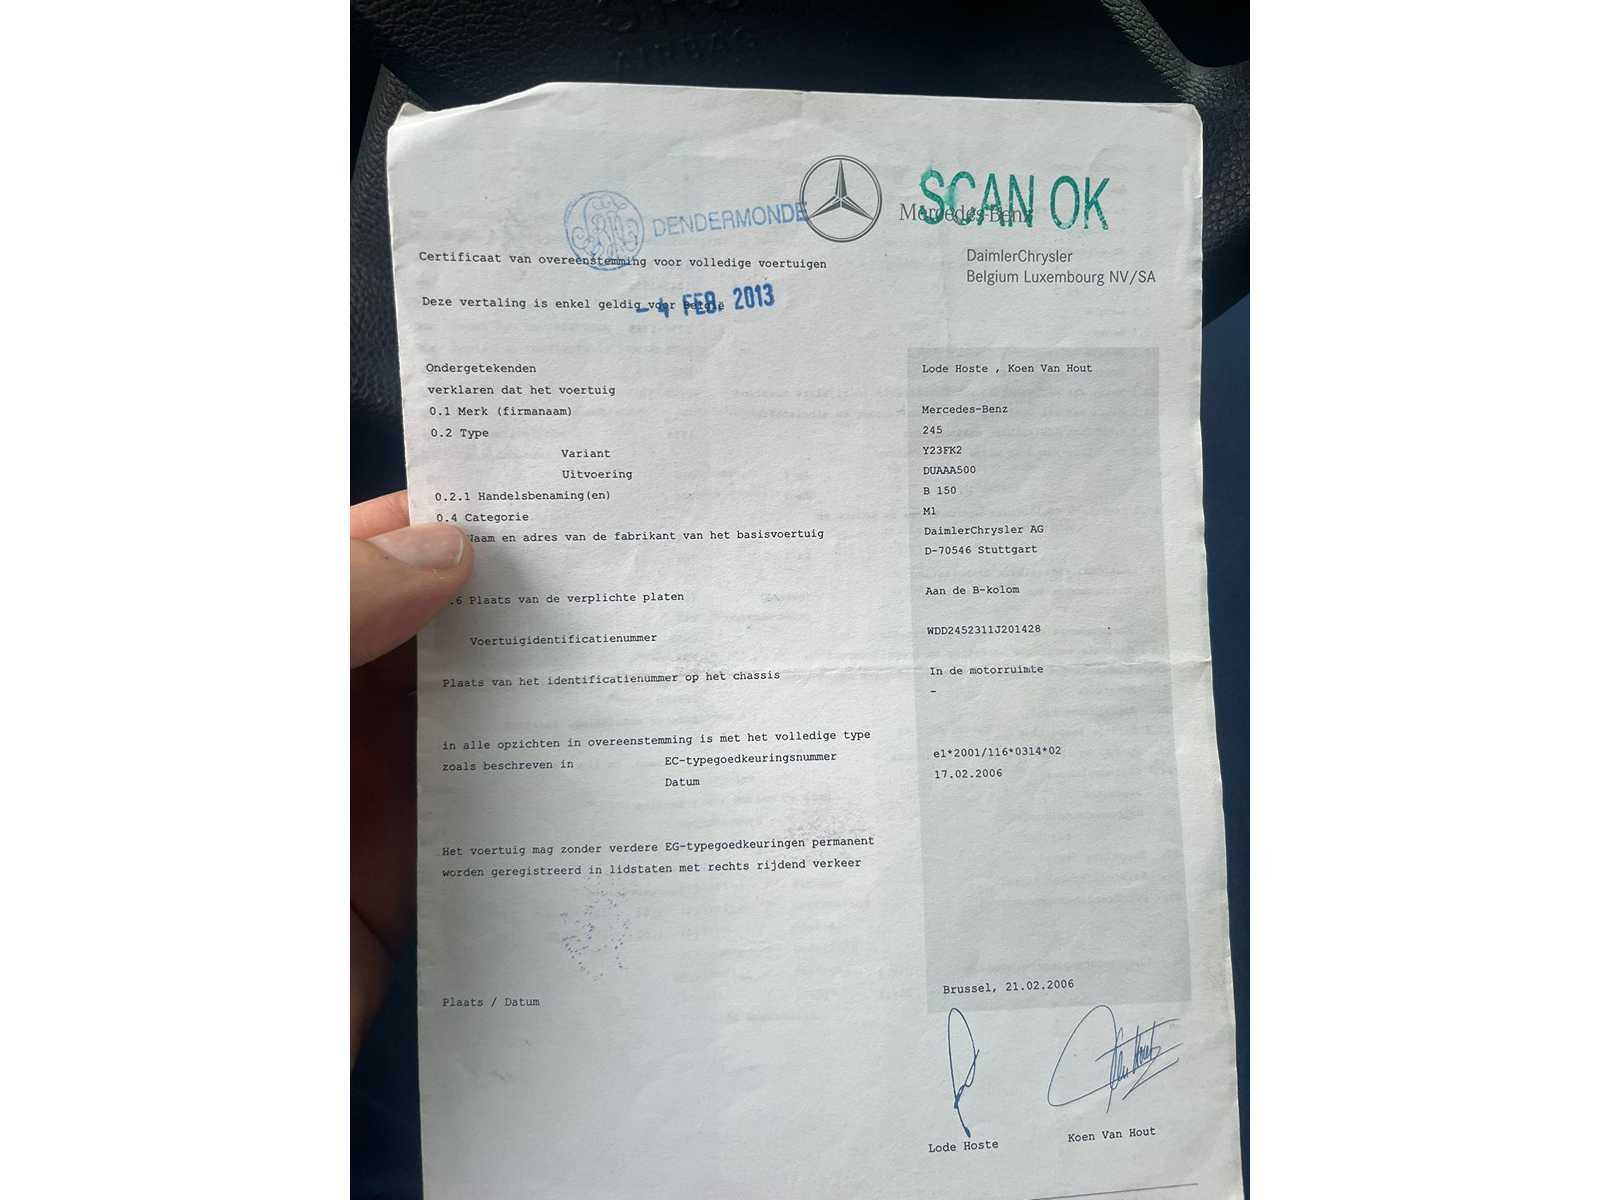 AIRBAG
SCAN OK
DENDERMONDE
Mercedes-Benz
DaimlerChrysler
Belgium Luxembourg NV/SA
Certificaat van overeenstemming voor volledige voertuigen
Deze vertaling is enkel geldig voor België
- 4 FEB. 2013
Ondergetekenden Lode Hoste , Koen Van Hout
verklaren dat het voertuig
0.1 Merk (firmanaam) Mercedes-Benz
0.2 Type 245
Variant Y23FK2
Uitvoering DUAAA500
0.2.1 Handelsbenaming(en) B 150
0.4 Categorie M1
Naam en adres van de fabrikant van het basisvoertuig DaimlerChrysler AG
D-70546 Stuttgart
.6 Plaats van de verplichte platen Aan de B-kolom
Voertuigidentificatienummer WDD2452311J201428
Plaats van het identificatienummer op het chassis In de motorruimte
-
in alle opzichten in overeenstemming is met het volledige type
zoals beschreven in EC-typegoedkeuringsnummer e1*2001/116*0314*02
Datum 17.02.2006
Het voertuig mag zonder verdere EG-typegoedkeuringen permanent
worden geregistreerd in lidstaten met rechts rijdend verkeer
Plaats / Datum Brussel, 21.02.2006
Lode Hoste Koen Van Hout